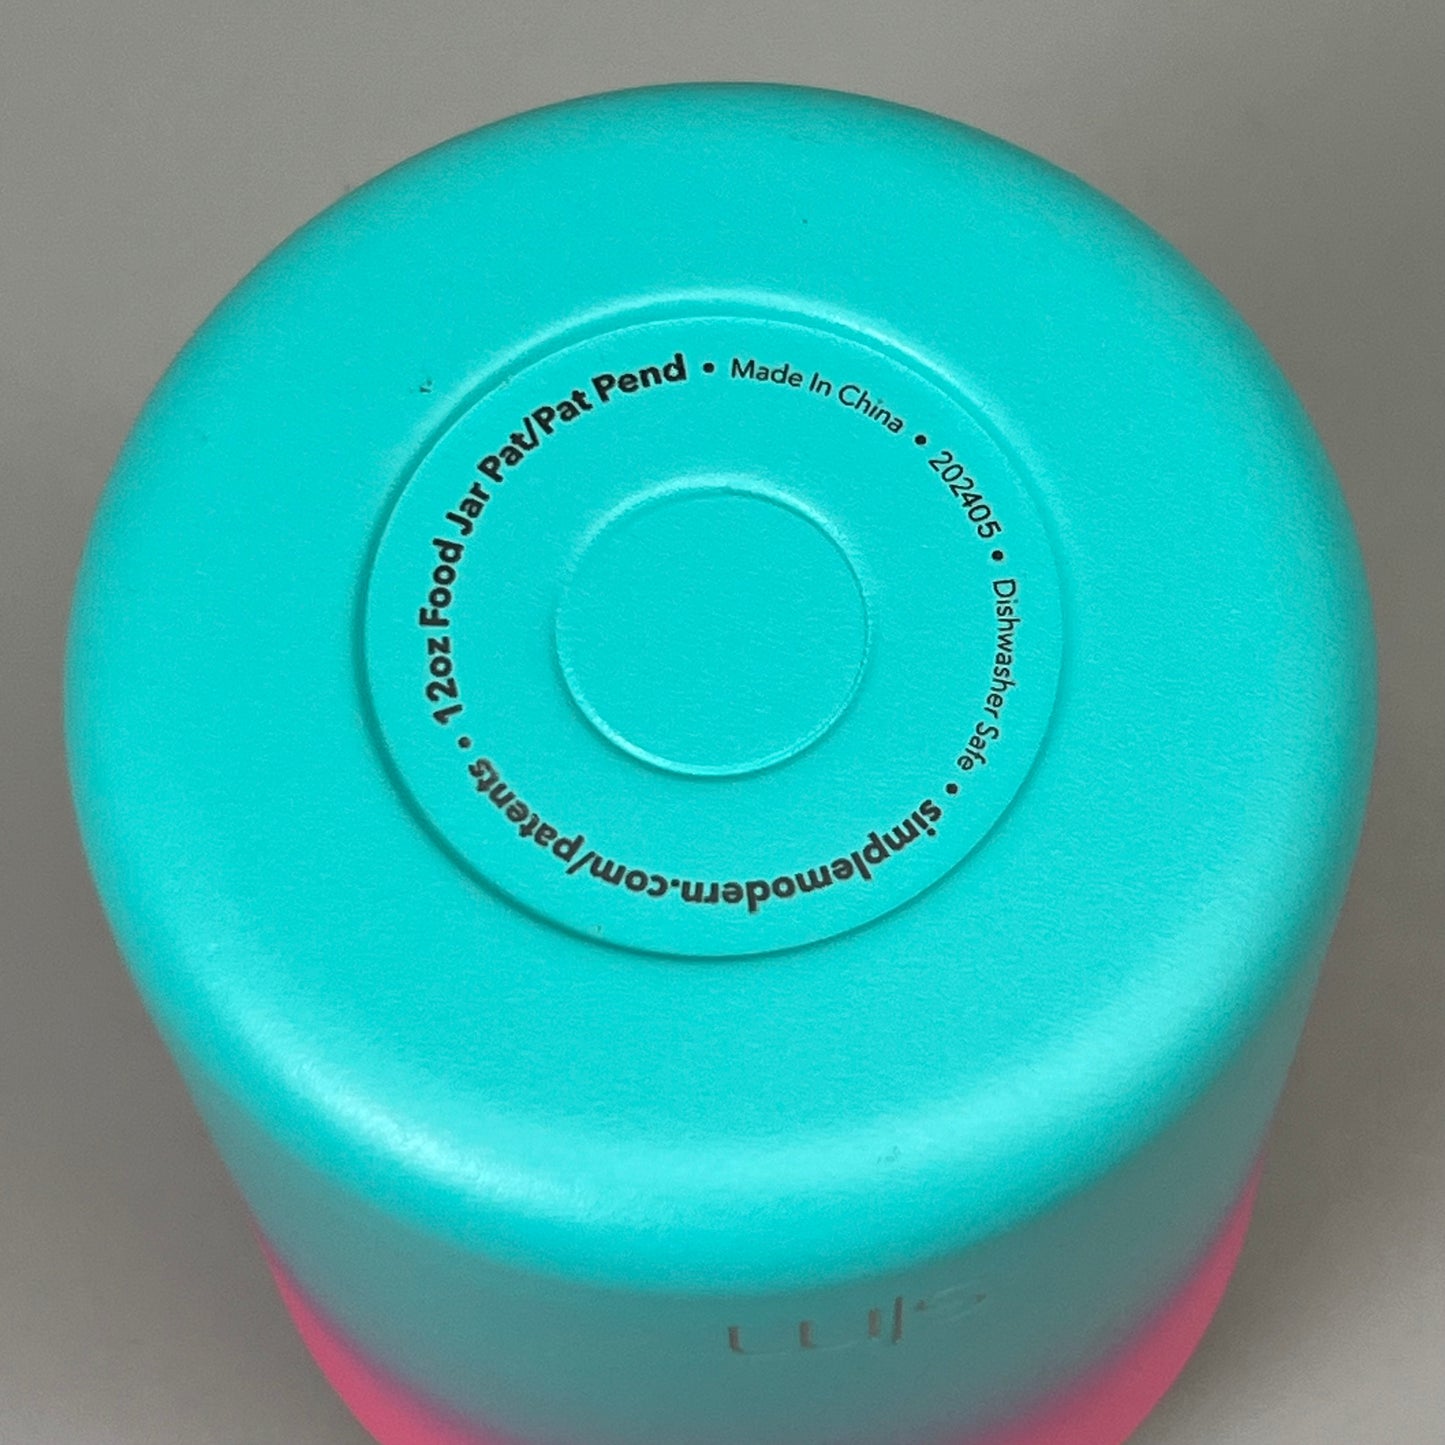 12oz Food Jar Pat/Pat Pend • Made In China • 202405 • Dishwasher Safe • simplemodern.com/patents •